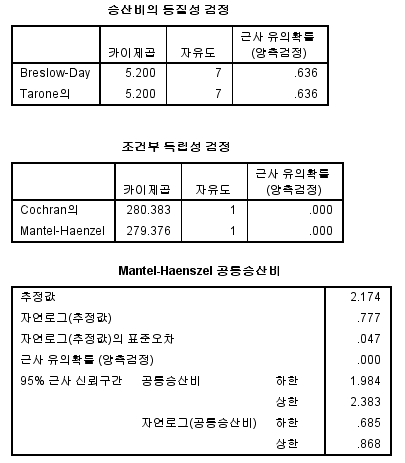 승산비의 동질성 검정
카이제곱 자유도 근사 유의확률 (양측검정)
Breslow-Day 5.200 7 .636
Tarone의 5.200 7 .636
조건부 독립성 검정
카이제곱 자유도 근사 유의확률 (양측검정)
Cochran의 280.383 1 .000
Mantel-Haenzel 279.376 1 .000
Mantel-Haenszel 공통승산비
추정값 2.174
자연로그(추정값) .777
자연로그(추정값)의 표준오차 .047
근사 유의확률 (양측검정) .000
95% 근사 신뢰구간 공통승산비 하한 1.984
상한 2.383
자연로그(공통승산비) 하한 .685
상한 .868